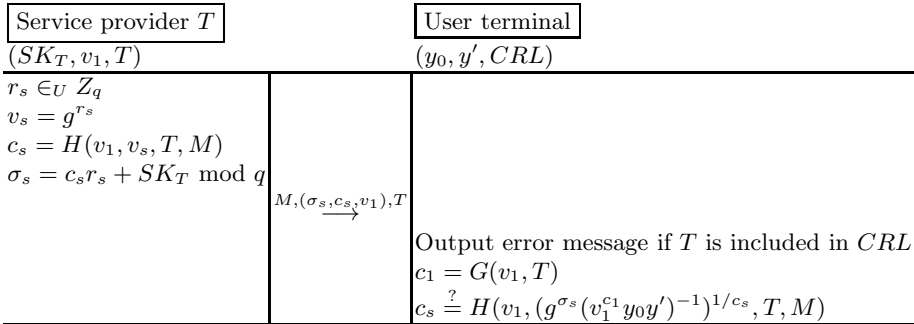 Service provider T
User terminal
(SK_T, v_1, T)
(y_0, y', CRL)
r_s ∈_U Z_q
v_s = g^{r_s}
c_s = H(v_1, v_s, T, M)
σ_s = c_s r_s + SK_T mod q
M,(σ_s,c_s,v_1),T
⟶
Output error message if T is included in CRL
c_1 = G(v_1, T)
c_s ?= H(v_1, (g^{σ_s}(v_1^{c_1} y_0 y')^{-1})^{1/c_s}, T, M)